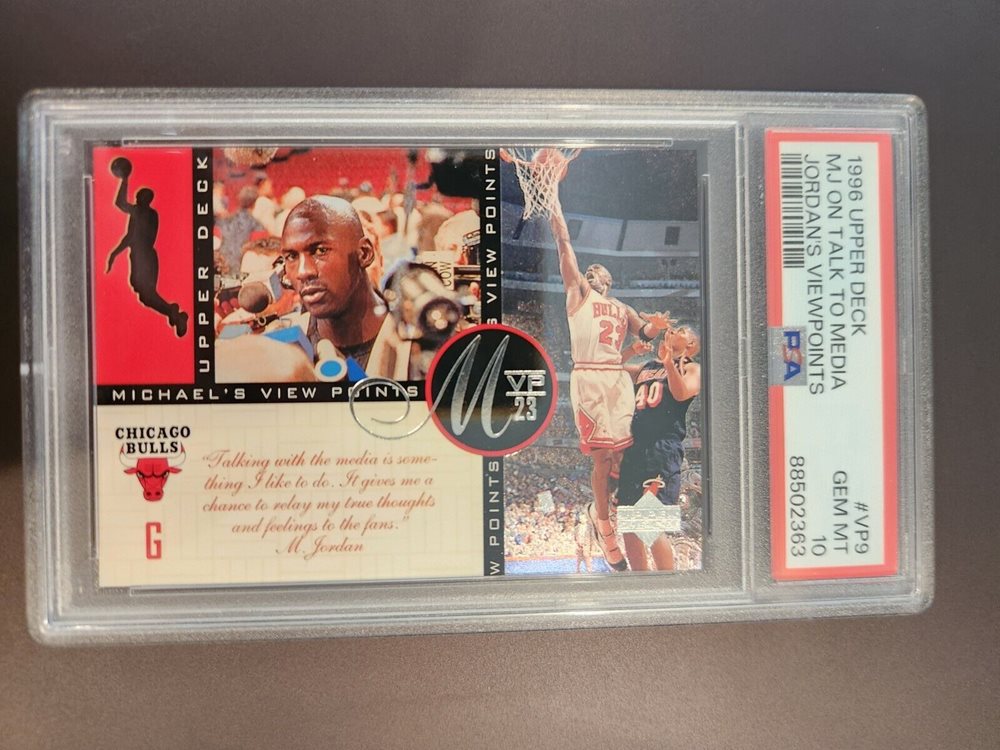 1996 UPPER DECK
MJ ON TALK TO MEDIA
JORDAN'S VIEWPOINTS
#VP9
GEM MT
10
88502363
PSA
UPPER DECK
MICHAEL'S VIEW POINTS
S VIEW POINTS
W POINTS
M
VP
23
CHICAGO
BULLS
G
"Talking with the media is some-
thing I like to do. It gives me a
chance to relay my true thoughts
and feelings to the fans."
M. Jordan
BULLS
23
40